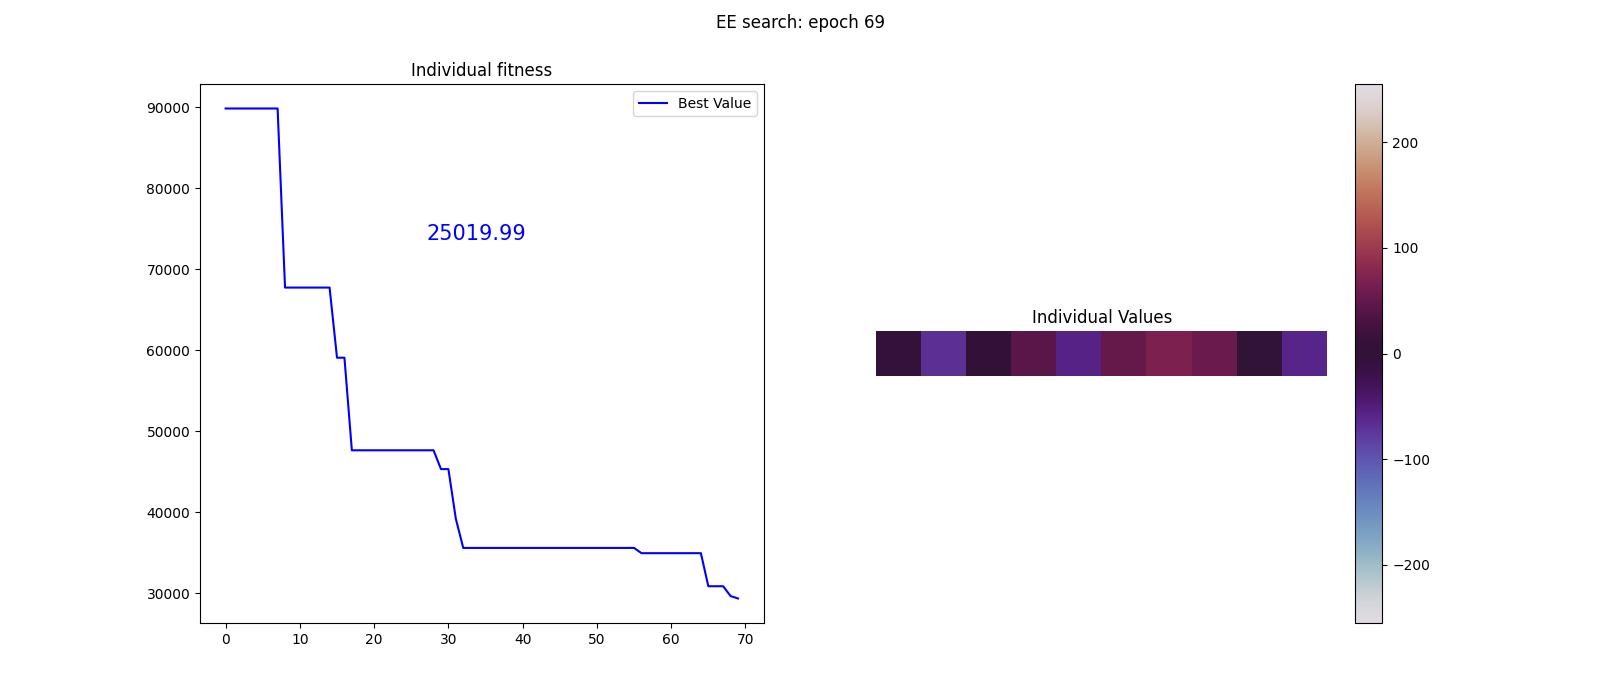 EE search: epoch 69
Individual fitness
Best Value
25019.99
90000
80000
70000
60000
50000
40000
30000
0 10 20 30 40 50 60 70
Individual Values
200
100
0
−100
−200